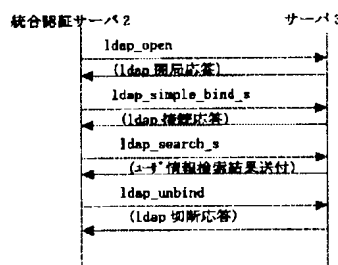 統合認証サーバ2
サーバ3
ldap_open
(ldap 開局応答)
ldap_simple_bind_s
(ldap 接続応答)
ldap_search_s
(ユーザ情報検索結果送付)
ldap_unbind
(ldap 切断応答)